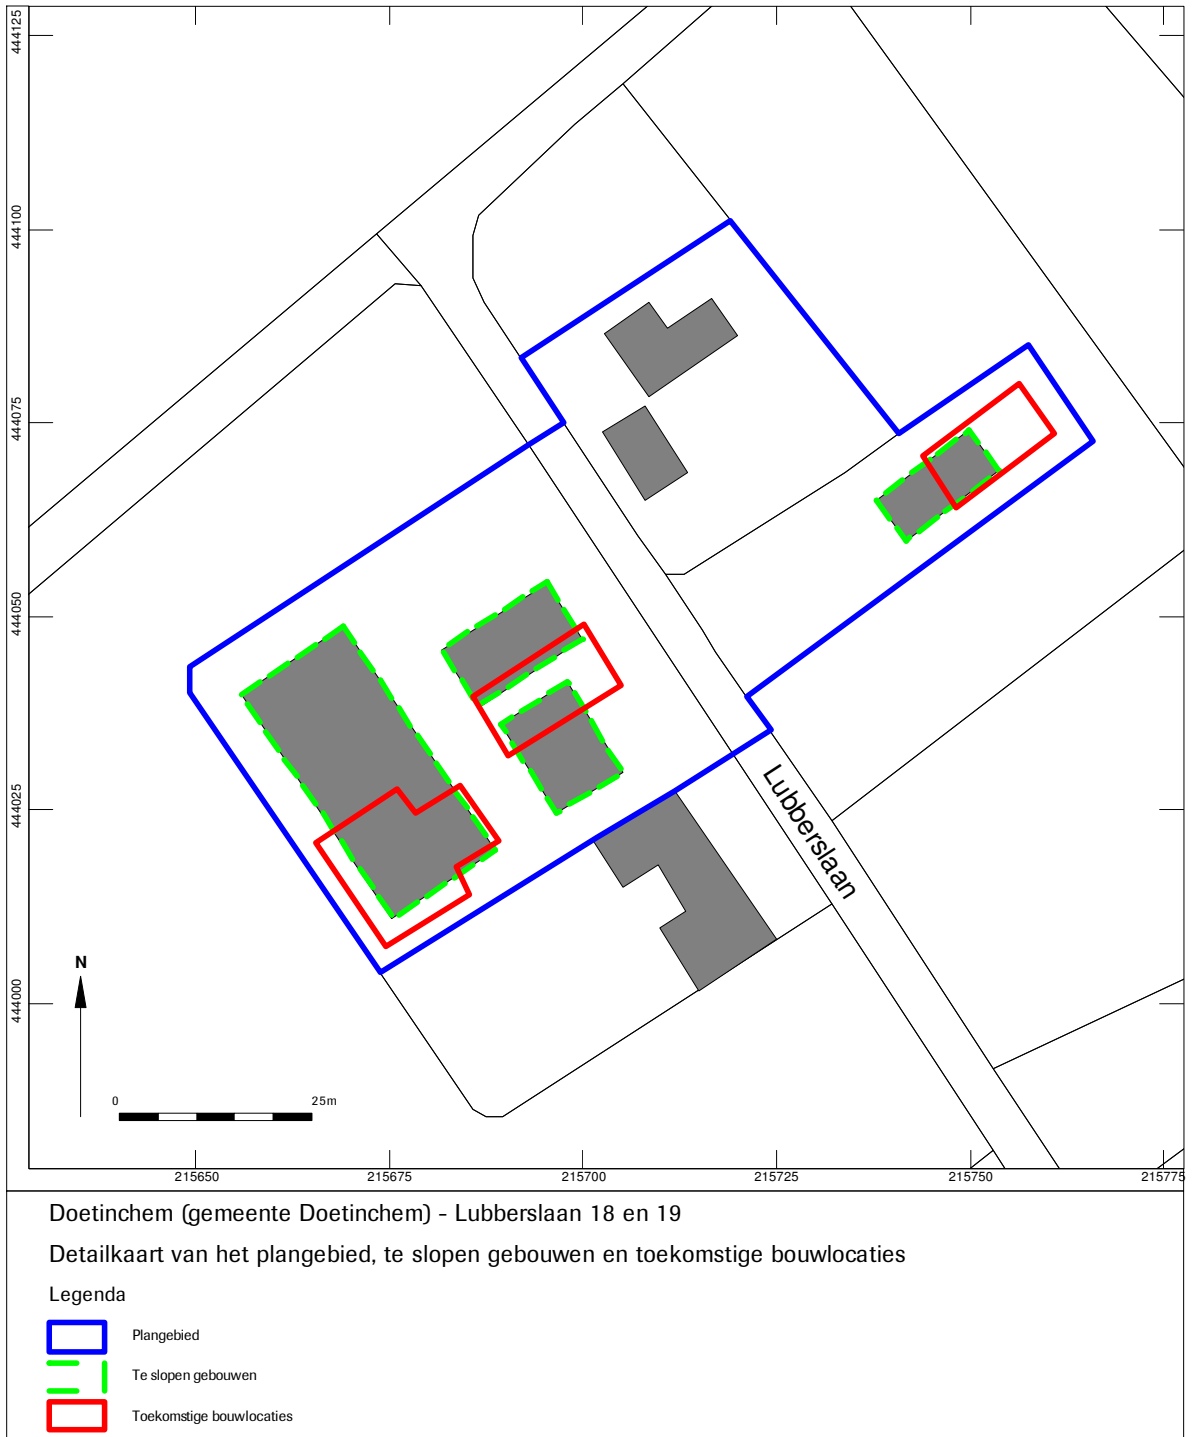 444125
444100
444075
444050
444025
444000
Lubberslaan
N
0 25m
215650 215675 215700 215725 215750 215775
Doetinchem (gemeente Doetinchem) - Lubberslaan 18 en 19
Detailkaart van het plangebied, te slopen gebouwen en toekomstige bouwlocaties
Legenda
Plangebied
Te slopen gebouwen
Toekomstige bouwlocaties